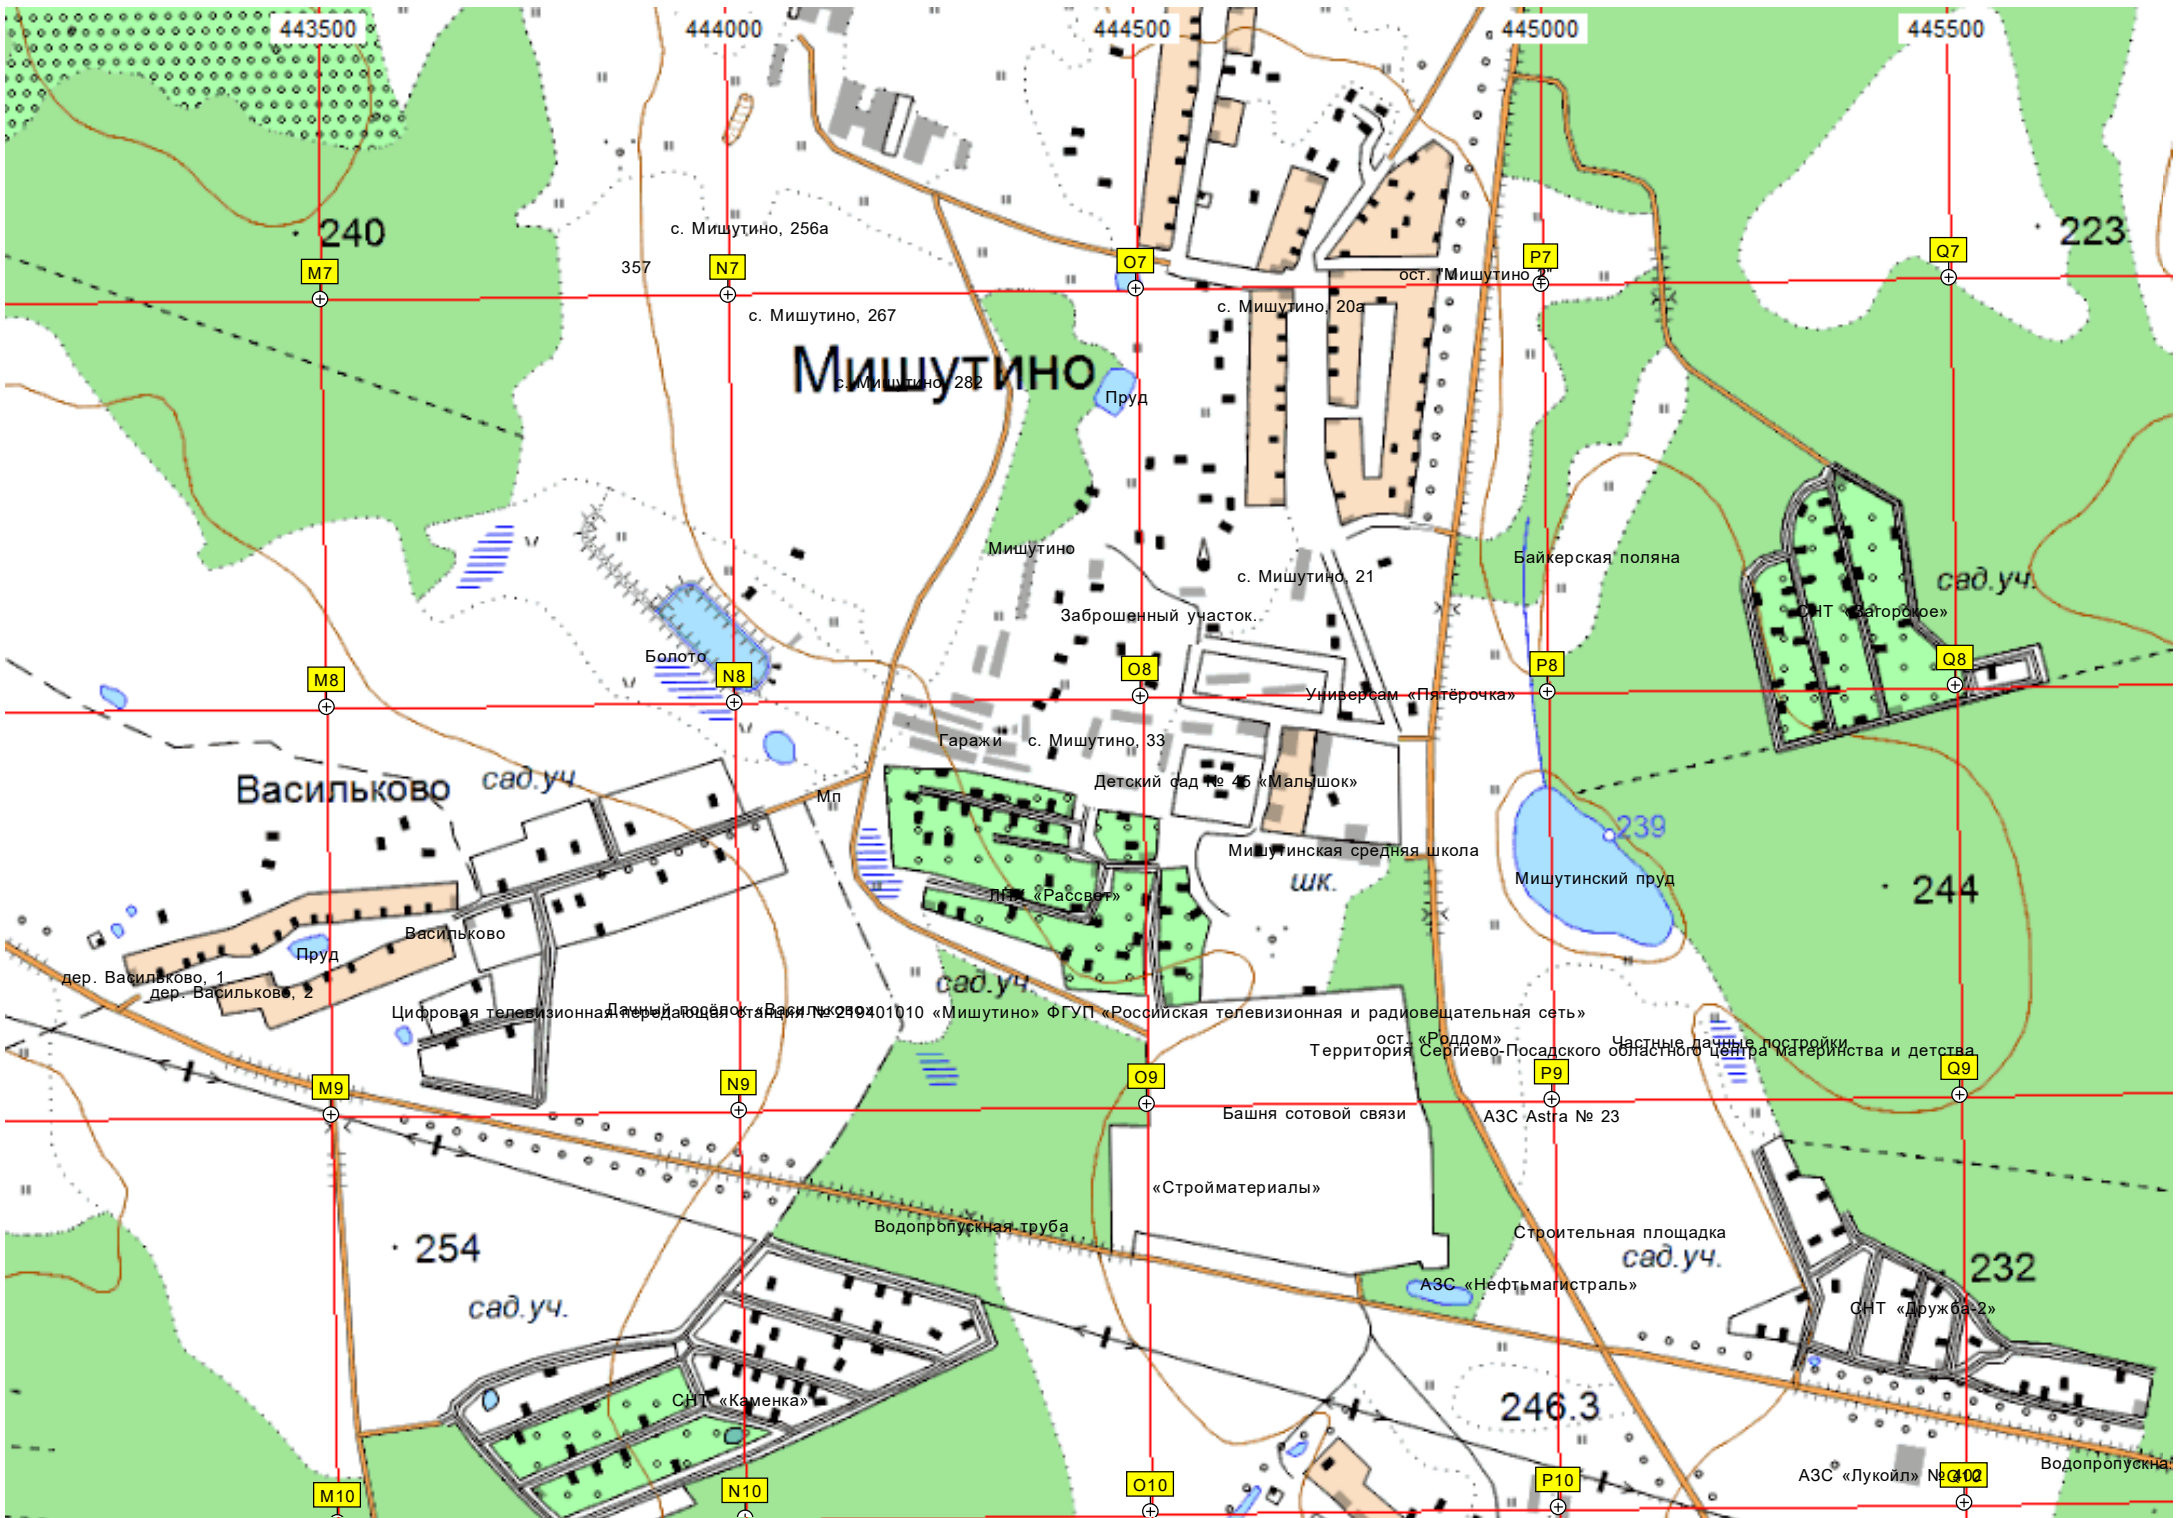 443500 444000 444500 445000 445500
240
223
с. Мишутино, 256а
357
M7 N7 O7 P7 Q7
ост. "Мишутино 2"
с. Мишутино, 267
с. Мишутино, 20а
Мишутино
с. Мишутино, 282
Пруд
Мишутино
Байкерская поляна
с. Мишутино, 21
сад.уч.
СНТ «Загорское»
Заброшенный участок.
Болото
M8 N8 O8 P8 Q8
Универсам «Пятёрочка»
Гаражи
с. Мишутино, 33
Васильково
сад.уч
Детский сад № 45 «Малышок»
Мп
239
Мишутинская средняя школа
шк.
Мишутинский пруд
244
ЛПХ «Рассвет»
Васильково
Пруд
дер. Васильково, 1
дер. Васильково, 2
сад.уч.
Цифровая телевизионная передающая станция № 219401010 «Мишутино» ФГУП «Российская телевизионная и радиовещательная сеть»
Дачный посёлок «Васильково»
ост. «Роддом»
Частные дачные постройки
Территория Сергиево-Посадского областного центра материнства и детства
M9 N9 O9 P9 Q9
Башня сотовой связи
АЗС Astra № 23
«Стройматериалы»
Водопропускная труба
Строительная площадка
254
сад.уч.
232
АЗС «Нефтьмагистраль»
сад.уч.
СНТ «Дружба-2»
СНТ «Каменка»
246.3
Водопропускна
АЗС «Лукойл» № 402
M10 N10 O10 P10